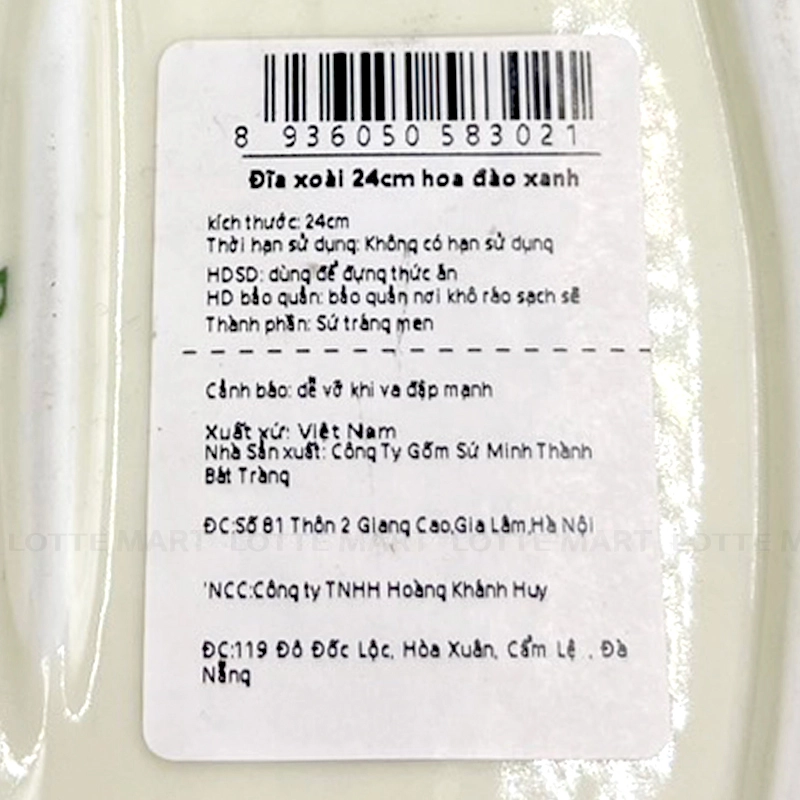 8 936050 583021
Đĩa xoài 24cm hoa đào xanh
kích thước: 24cm
Thời hạn sử dụng: Không có hạn sử dụng
HDSD: dùng để đựng thức ăn
HD bảo quản: bảo quản nơi khô ráo sạch sẽ
Thành phần: Sứ tráng men
Cảnh báo: dễ vỡ khi va đập mạnh
Xuất xứ: Việt Nam
Nhà Sản xuất: Công Ty Gốm Sứ Minh Thành
Bát Tràng
ĐC:Số 81 Thôn 2 Giang Cao,Gia Lâm,Hà Nội
LOTTE MART LOTTE MART LOTTE MART LOTTE M
'NCC:Công ty TNHH Hoàng Khánh Huy
ĐC:119 Đô Đốc Lộc, Hòa Xuân, Cẩm Lệ , Đà
Nẵng